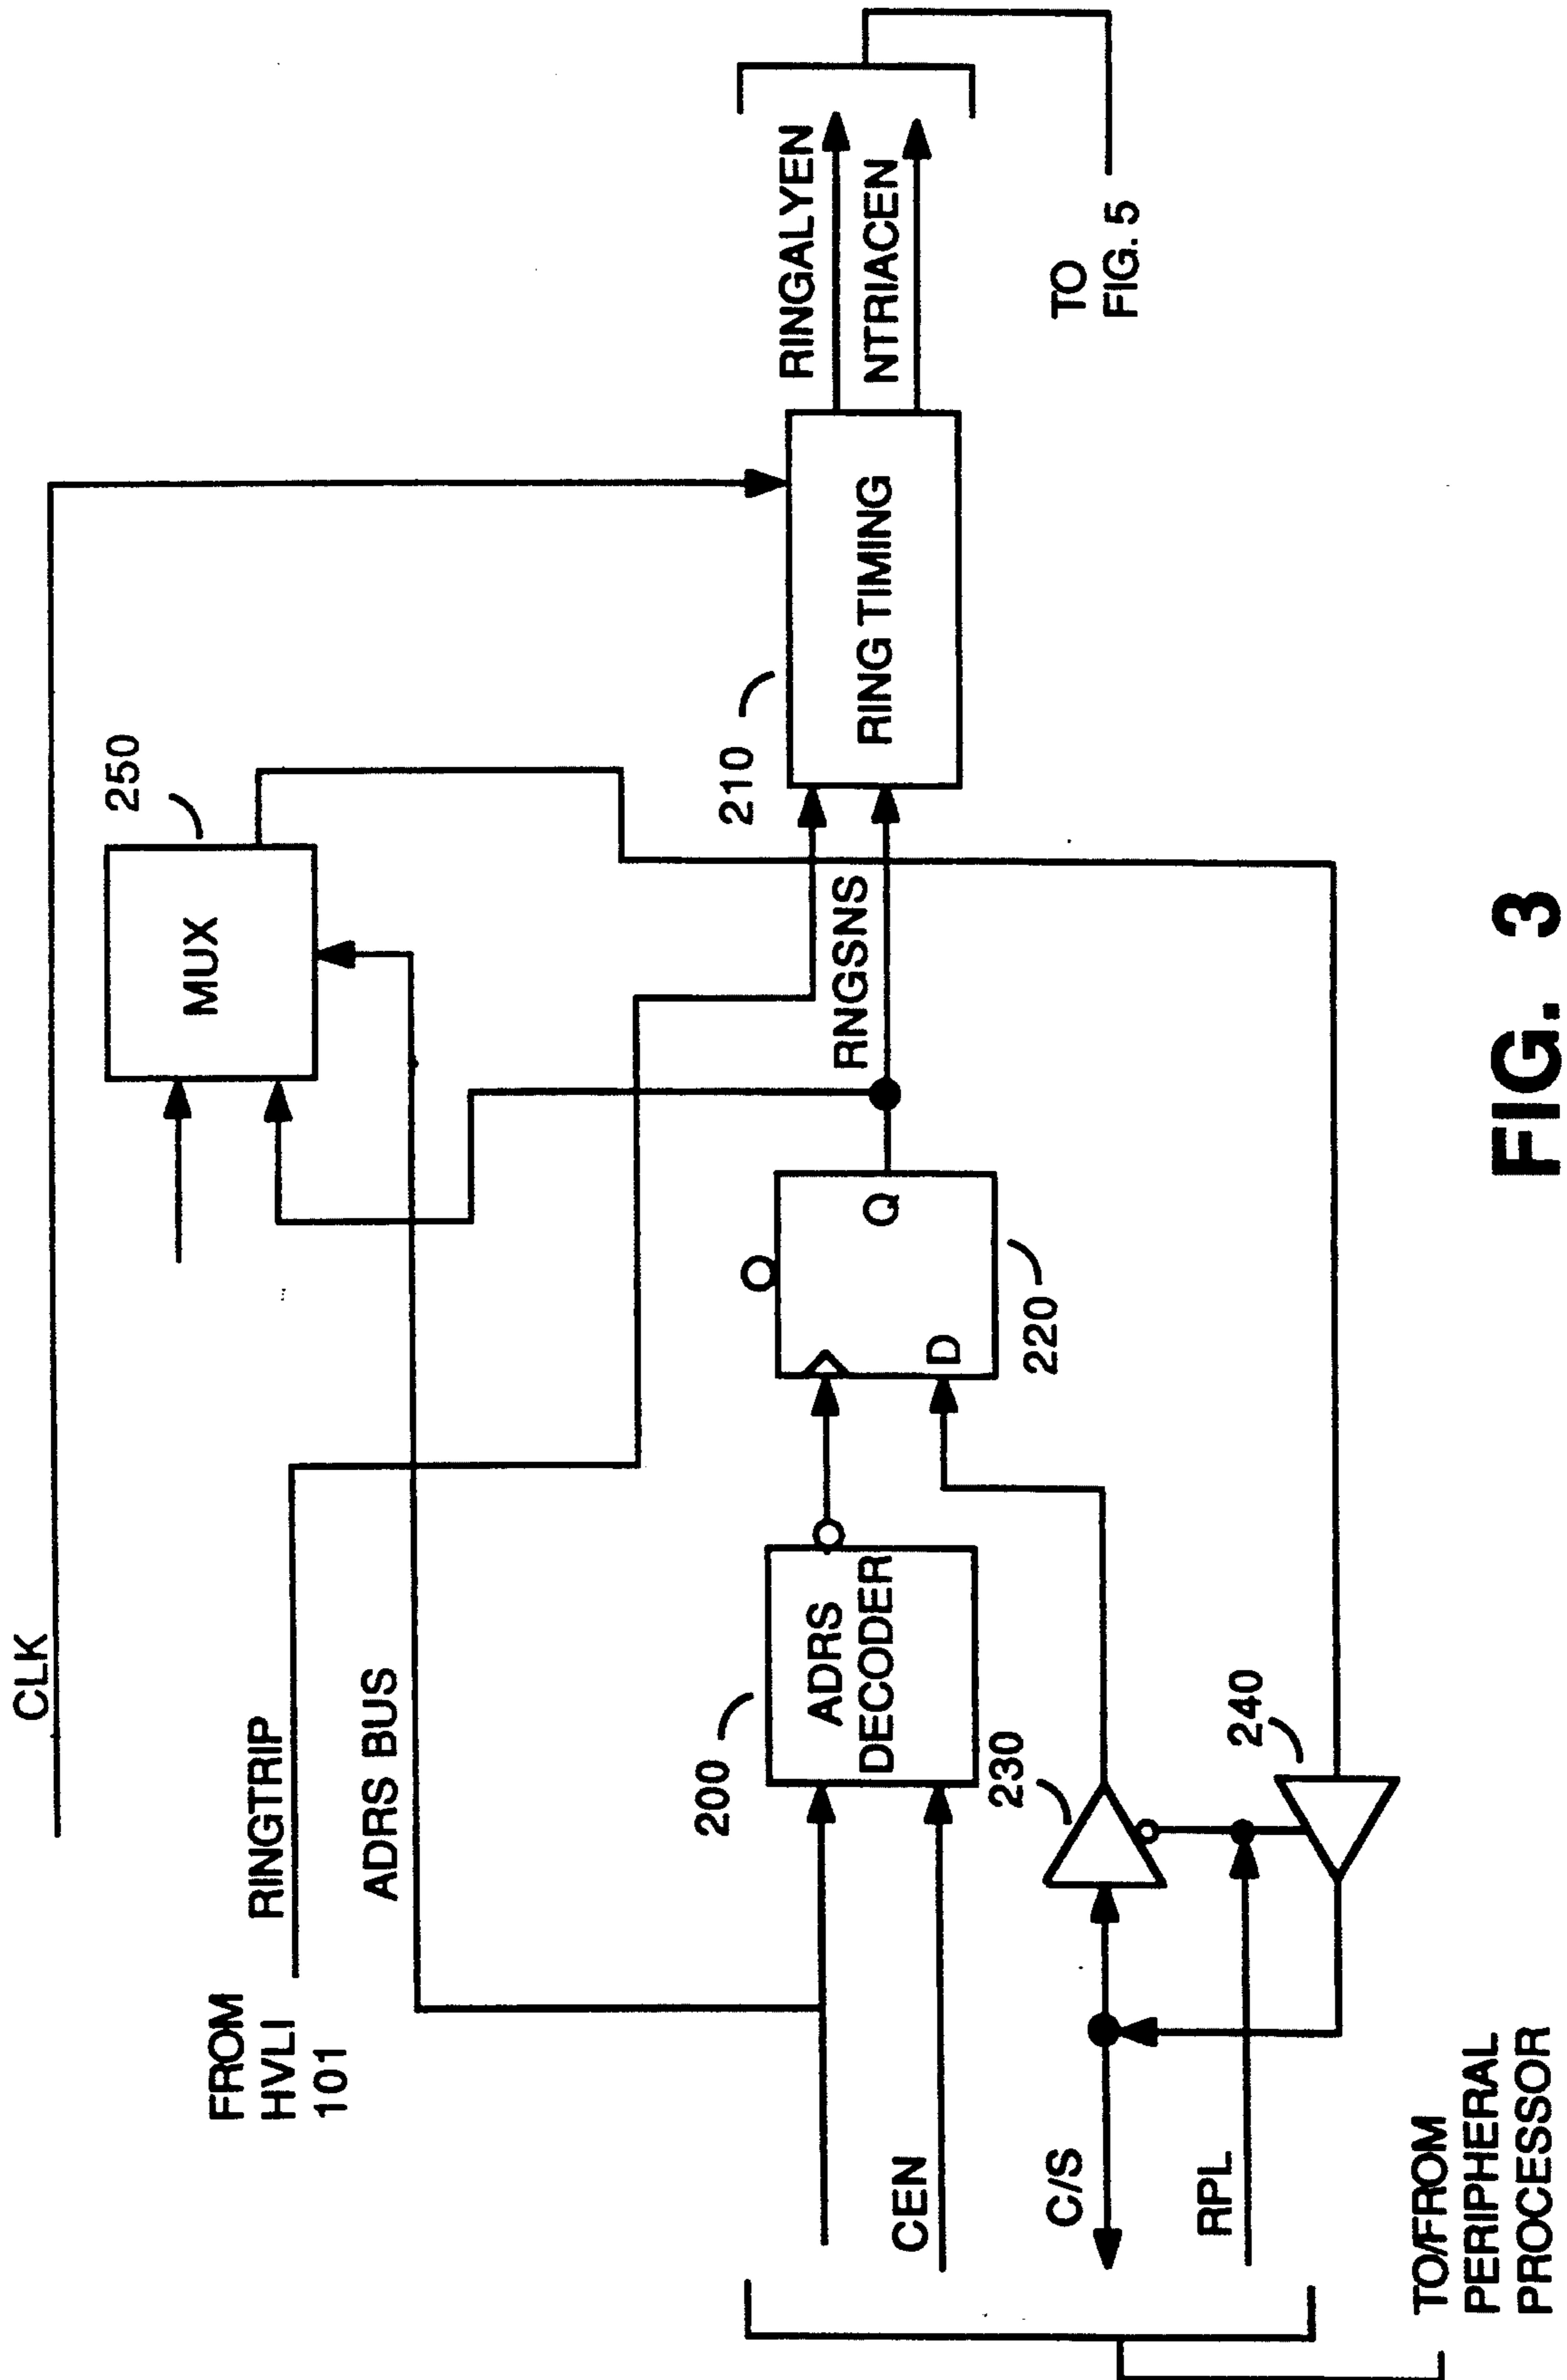 CLK
250
MUX
FROM
HVLI
101
RINGTRIP
ADRS BUS
210
RING TIMING
RINGALYEN
NTRIACEN
RNGSNS
200
ADRS
DECODER
Q
D
220
CEN
C/S
230
RPL
240
TO
FIG. 5
TO/FROM
PERIPHERAL
PROCESSOR
FIG. 3